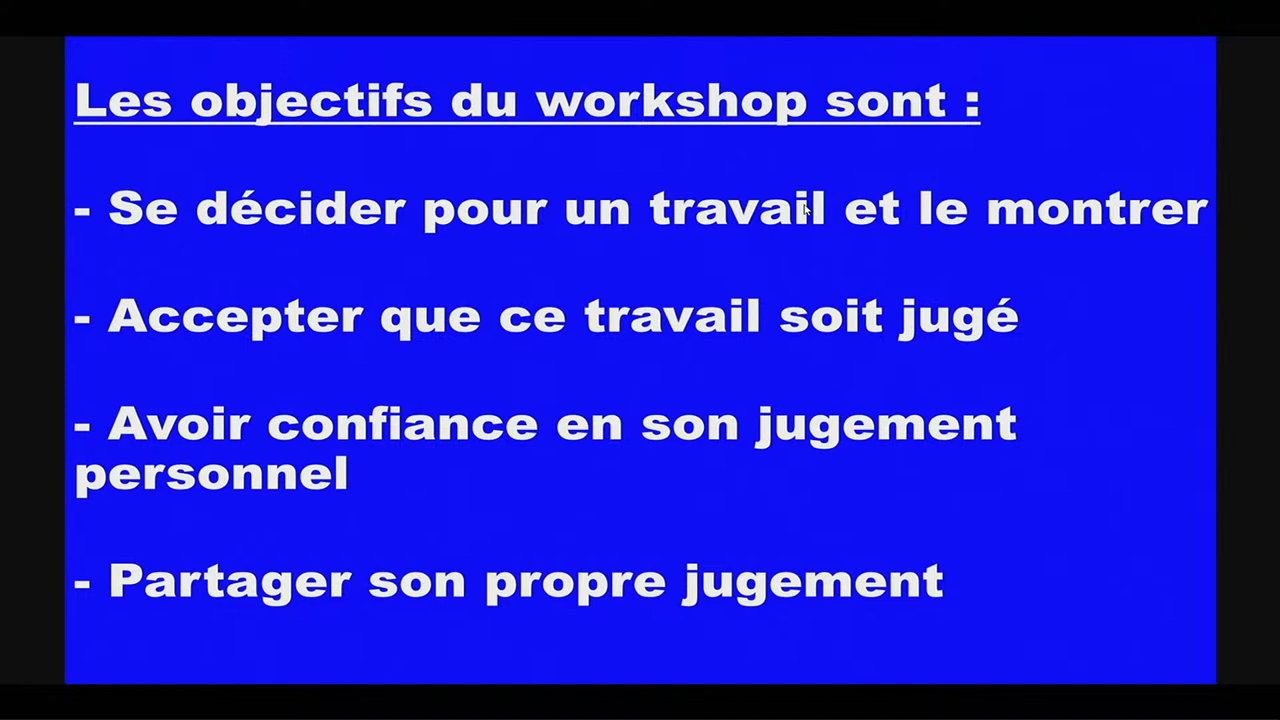 Les objectifs du workshop sont :
- Se décider pour un travail et le montrer
- Accepter que ce travail soit jugé
- Avoir confiance en son jugement
personnel
- Partager son propre jugement